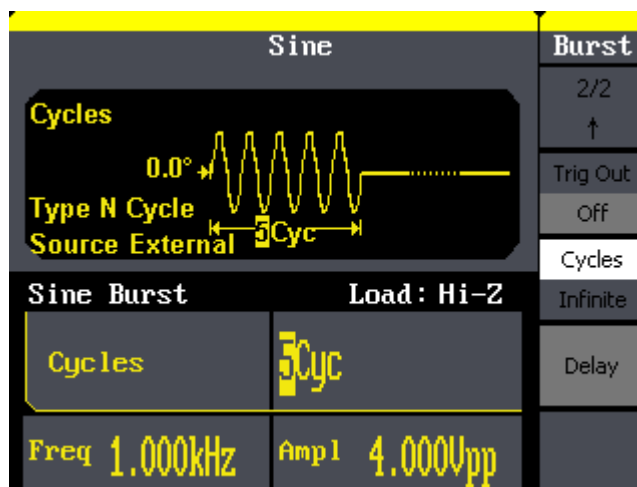 Sine
Burst
Cycles
0.0°
Type N Cycle
Source External
5Cyc
2/2
↑
Trig Out
Off
Cycles
Infinite
Delay
Sine Burst
Load: Hi-Z
Cycles
5Cyc
Freq 1.000kHz
Ampl 4.000Vpp